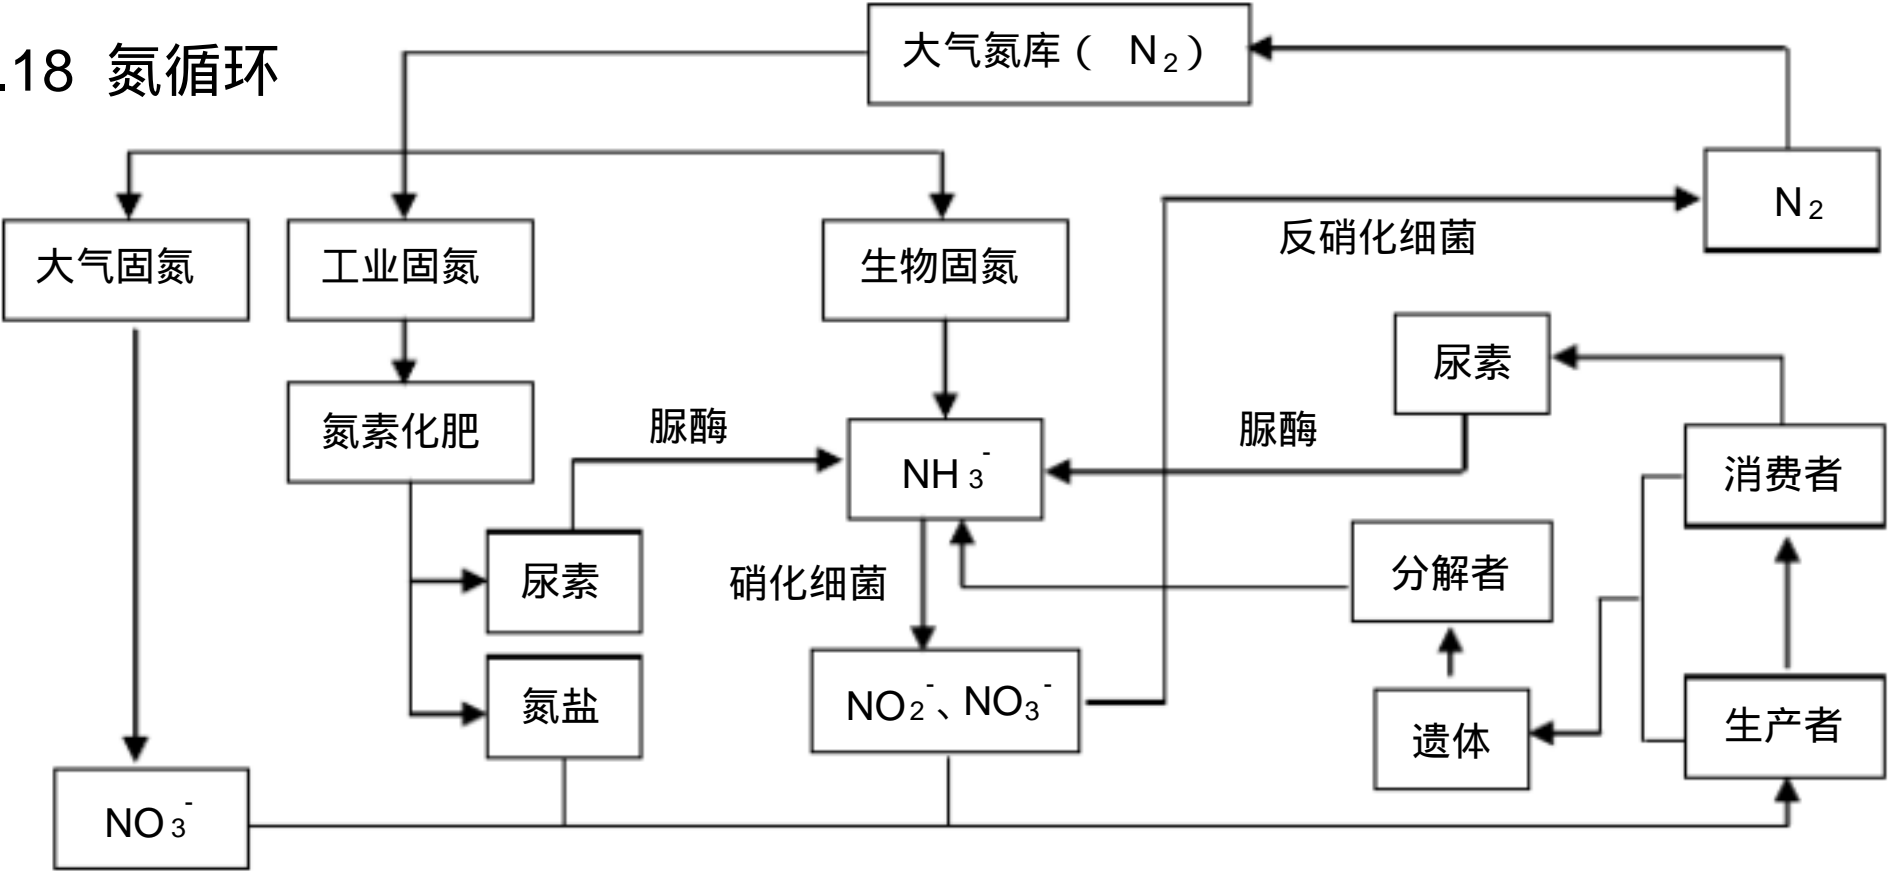 .18 氮循环
大气氮库（ N2）
N2
反硝化细菌
大气固氮
工业固氮
生物固氮
尿素
氮素化肥
脲酶
NH3-
脲酶
消费者
尿素
硝化细菌
分解者
氮盐
NO2-、NO3-
遗体
生产者
NO3-